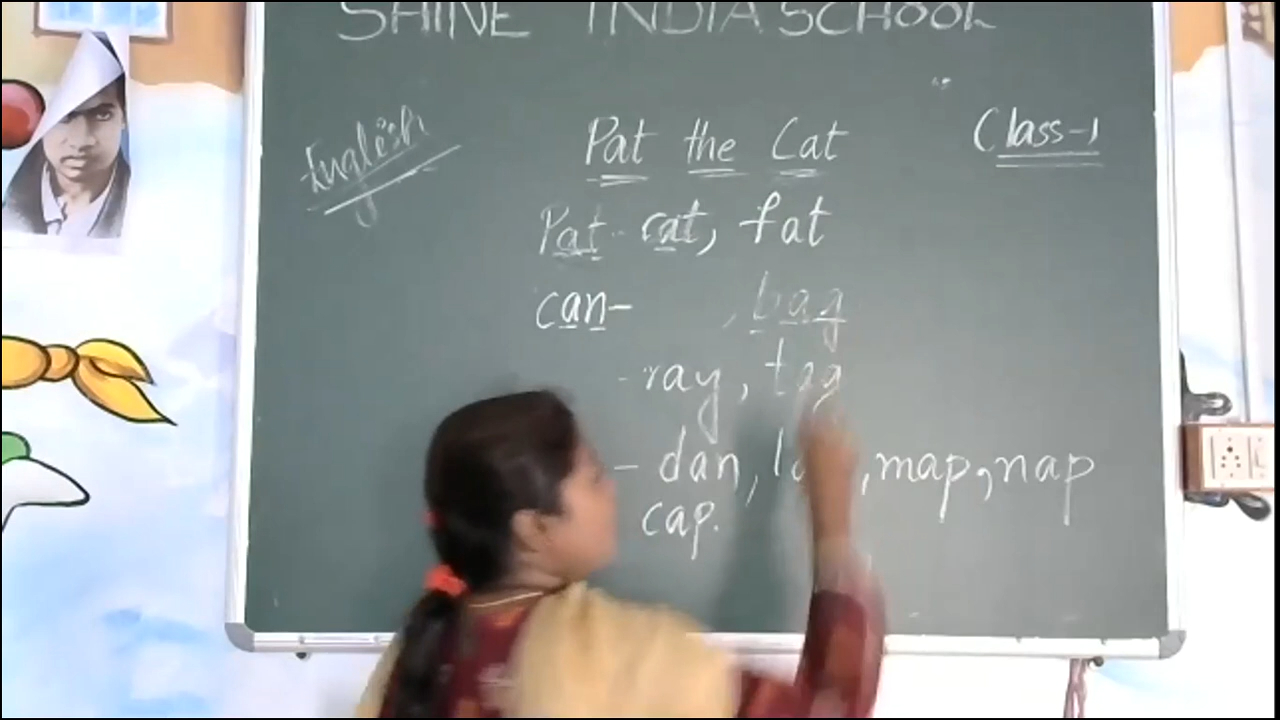 SHINE INDIA SCHOOL
English
Pat the Cat
Class-1
Pat - cat, fat
can - , bag
- ray, tag
- dan, , map, nap
cap.